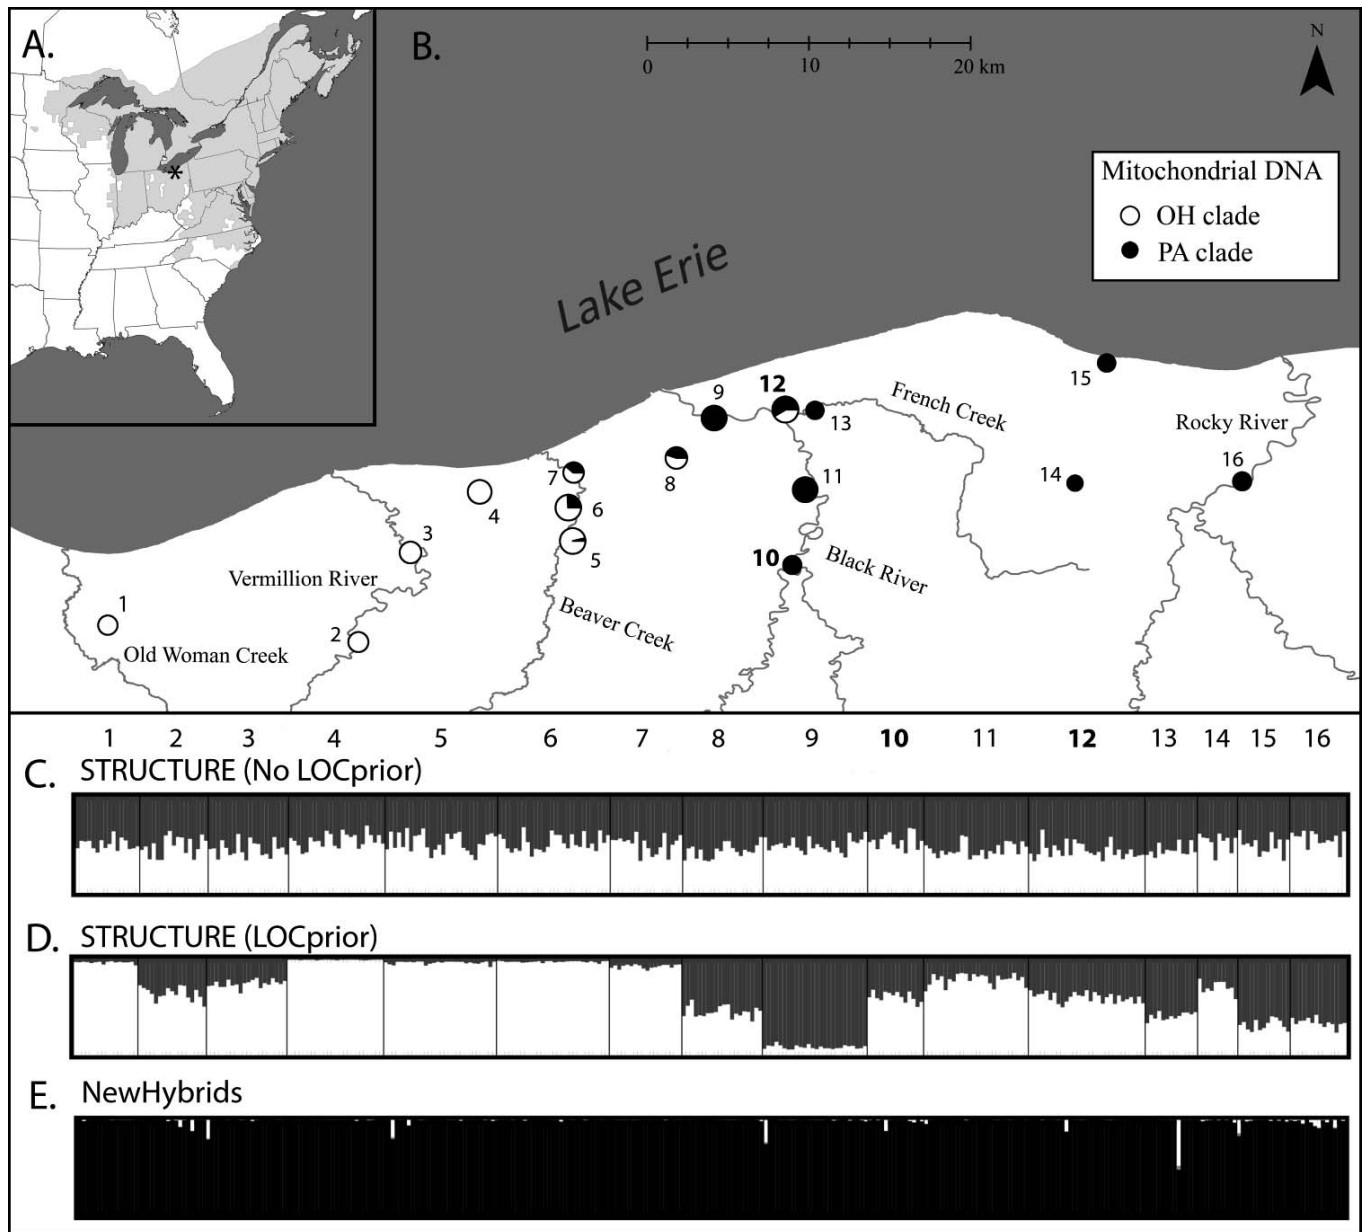 A.
*
B.
0 10 20 km
N
Mitochondrial DNA
OH clade
PA clade
Lake Erie
9
12
13
French Creek
15
Rocky River
16
14
7
8
11
6
4
5
3
10
Black River
Vermillion River
Beaver Creek
1
2
Old Woman Creek
1 2 3 4 5 6 7 8 9 10 11 12 13 14 15 16
C. STRUCTURE (No LOCprior)
D. STRUCTURE (LOCprior)
E. NewHybrids